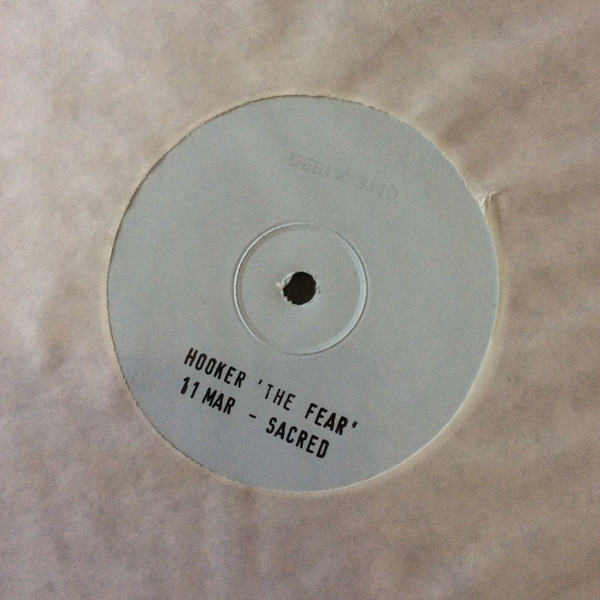 HOOKER 'THE FEAR'
11 MAR - SACRED